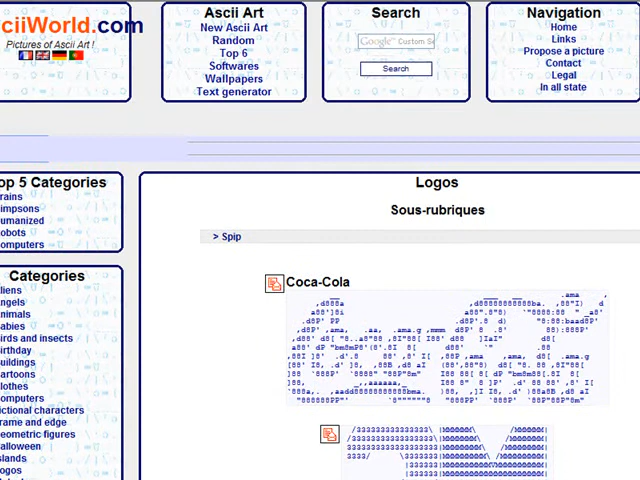 ciiWorld.com
Pictures of Ascii Art !
Ascii Art
New Ascii Art
Random
Top 6
Softwares
Wallpapers
Text generator
Search
Google™ Custom Se
Search
Navigation
Home
Links
Propose a picture
Contact
Legal
In all state
op 5 Categories
rains
impsons
umanized
obots
omputers
Categories
liens
ngels
nimals
abies
irds and insects
irthday
uildings
artoons
lothes
omputers
ictional characters
rame and edge
eometric figures
alloween
slands
ogos
Logos
Sous-rubriques
> Spip
Coca-Cola